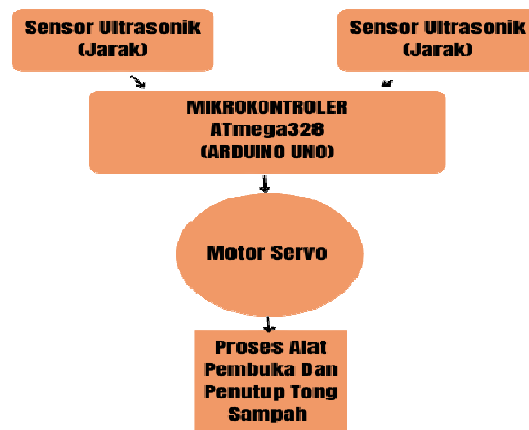 Sensor Ultrasonik
(Jarak)
Sensor Ultrasonik
(Jarak)
MIKROKONTROLER
ATmega328
(ARDUINO UNO)
Motor Servo
Proses Alat
Pembuka Dan
Penutup Tong
Sampah